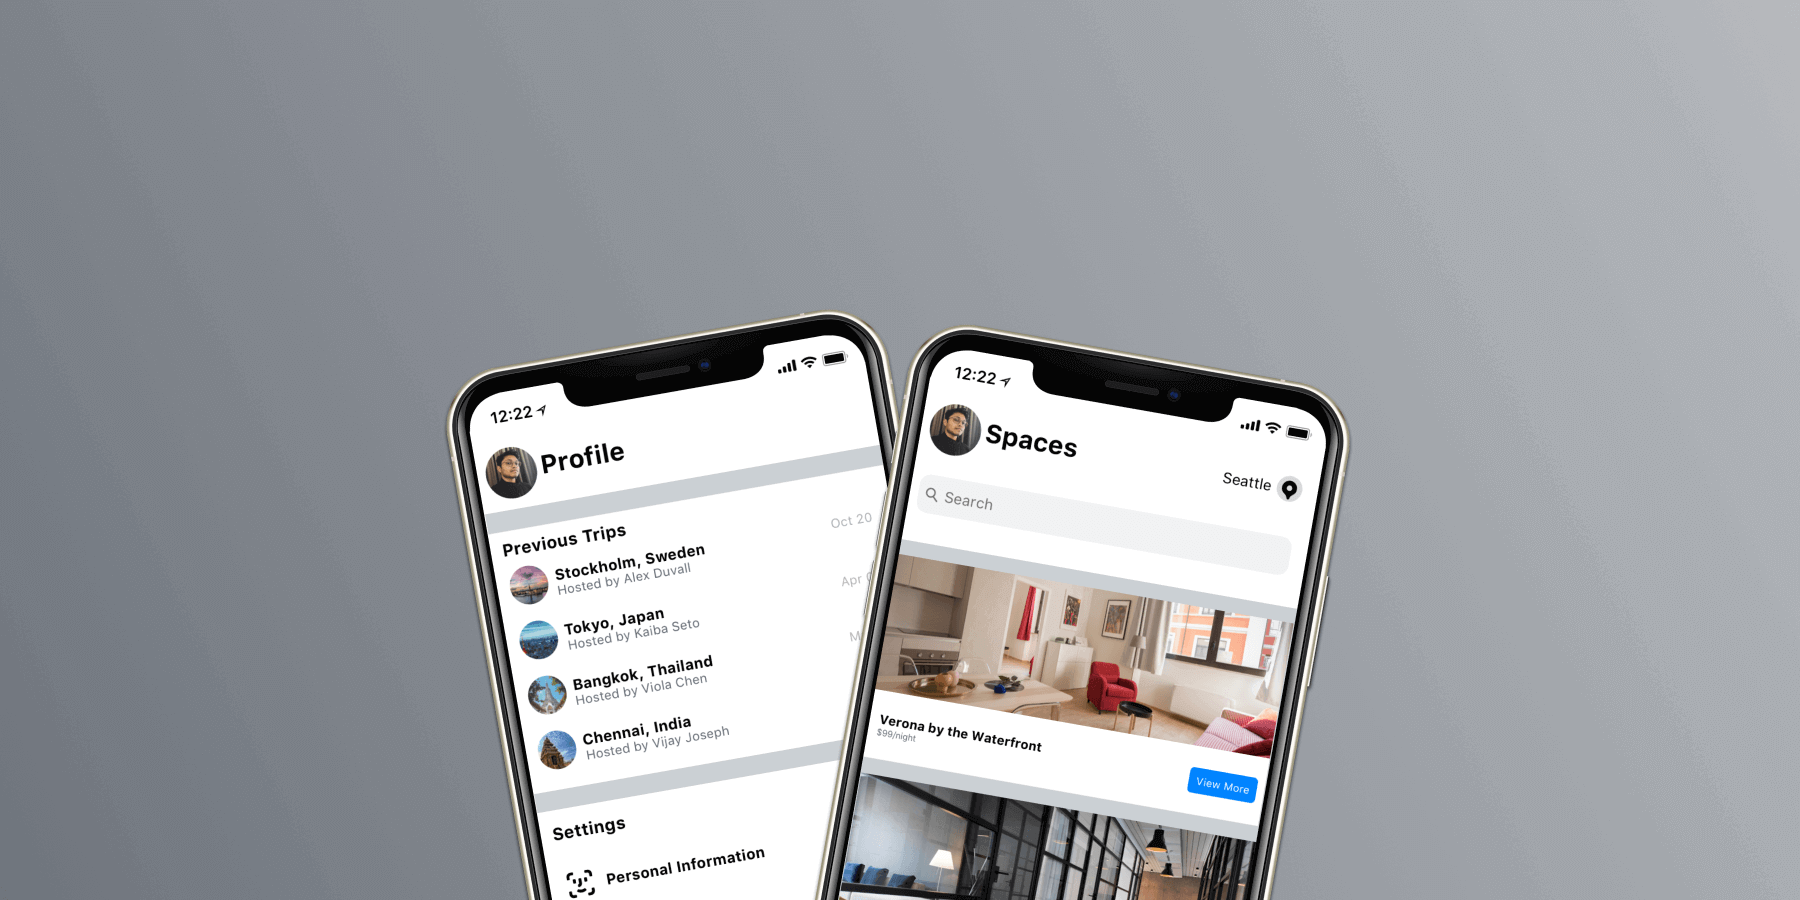 12:22
Profile
Previous Trips
Oct 20
Stockholm, Sweden
Hosted by Alex Duvall
Apr
Tokyo, Japan
Hosted by Kaiba Seto
Bangkok, Thailand
Hosted by Viola Chen
Chennai, India
Hosted by Vijay Joseph
Settings
Personal Information
12:22
Spaces
Seattle
Search
Verona by the Waterfront
$99/night
View More